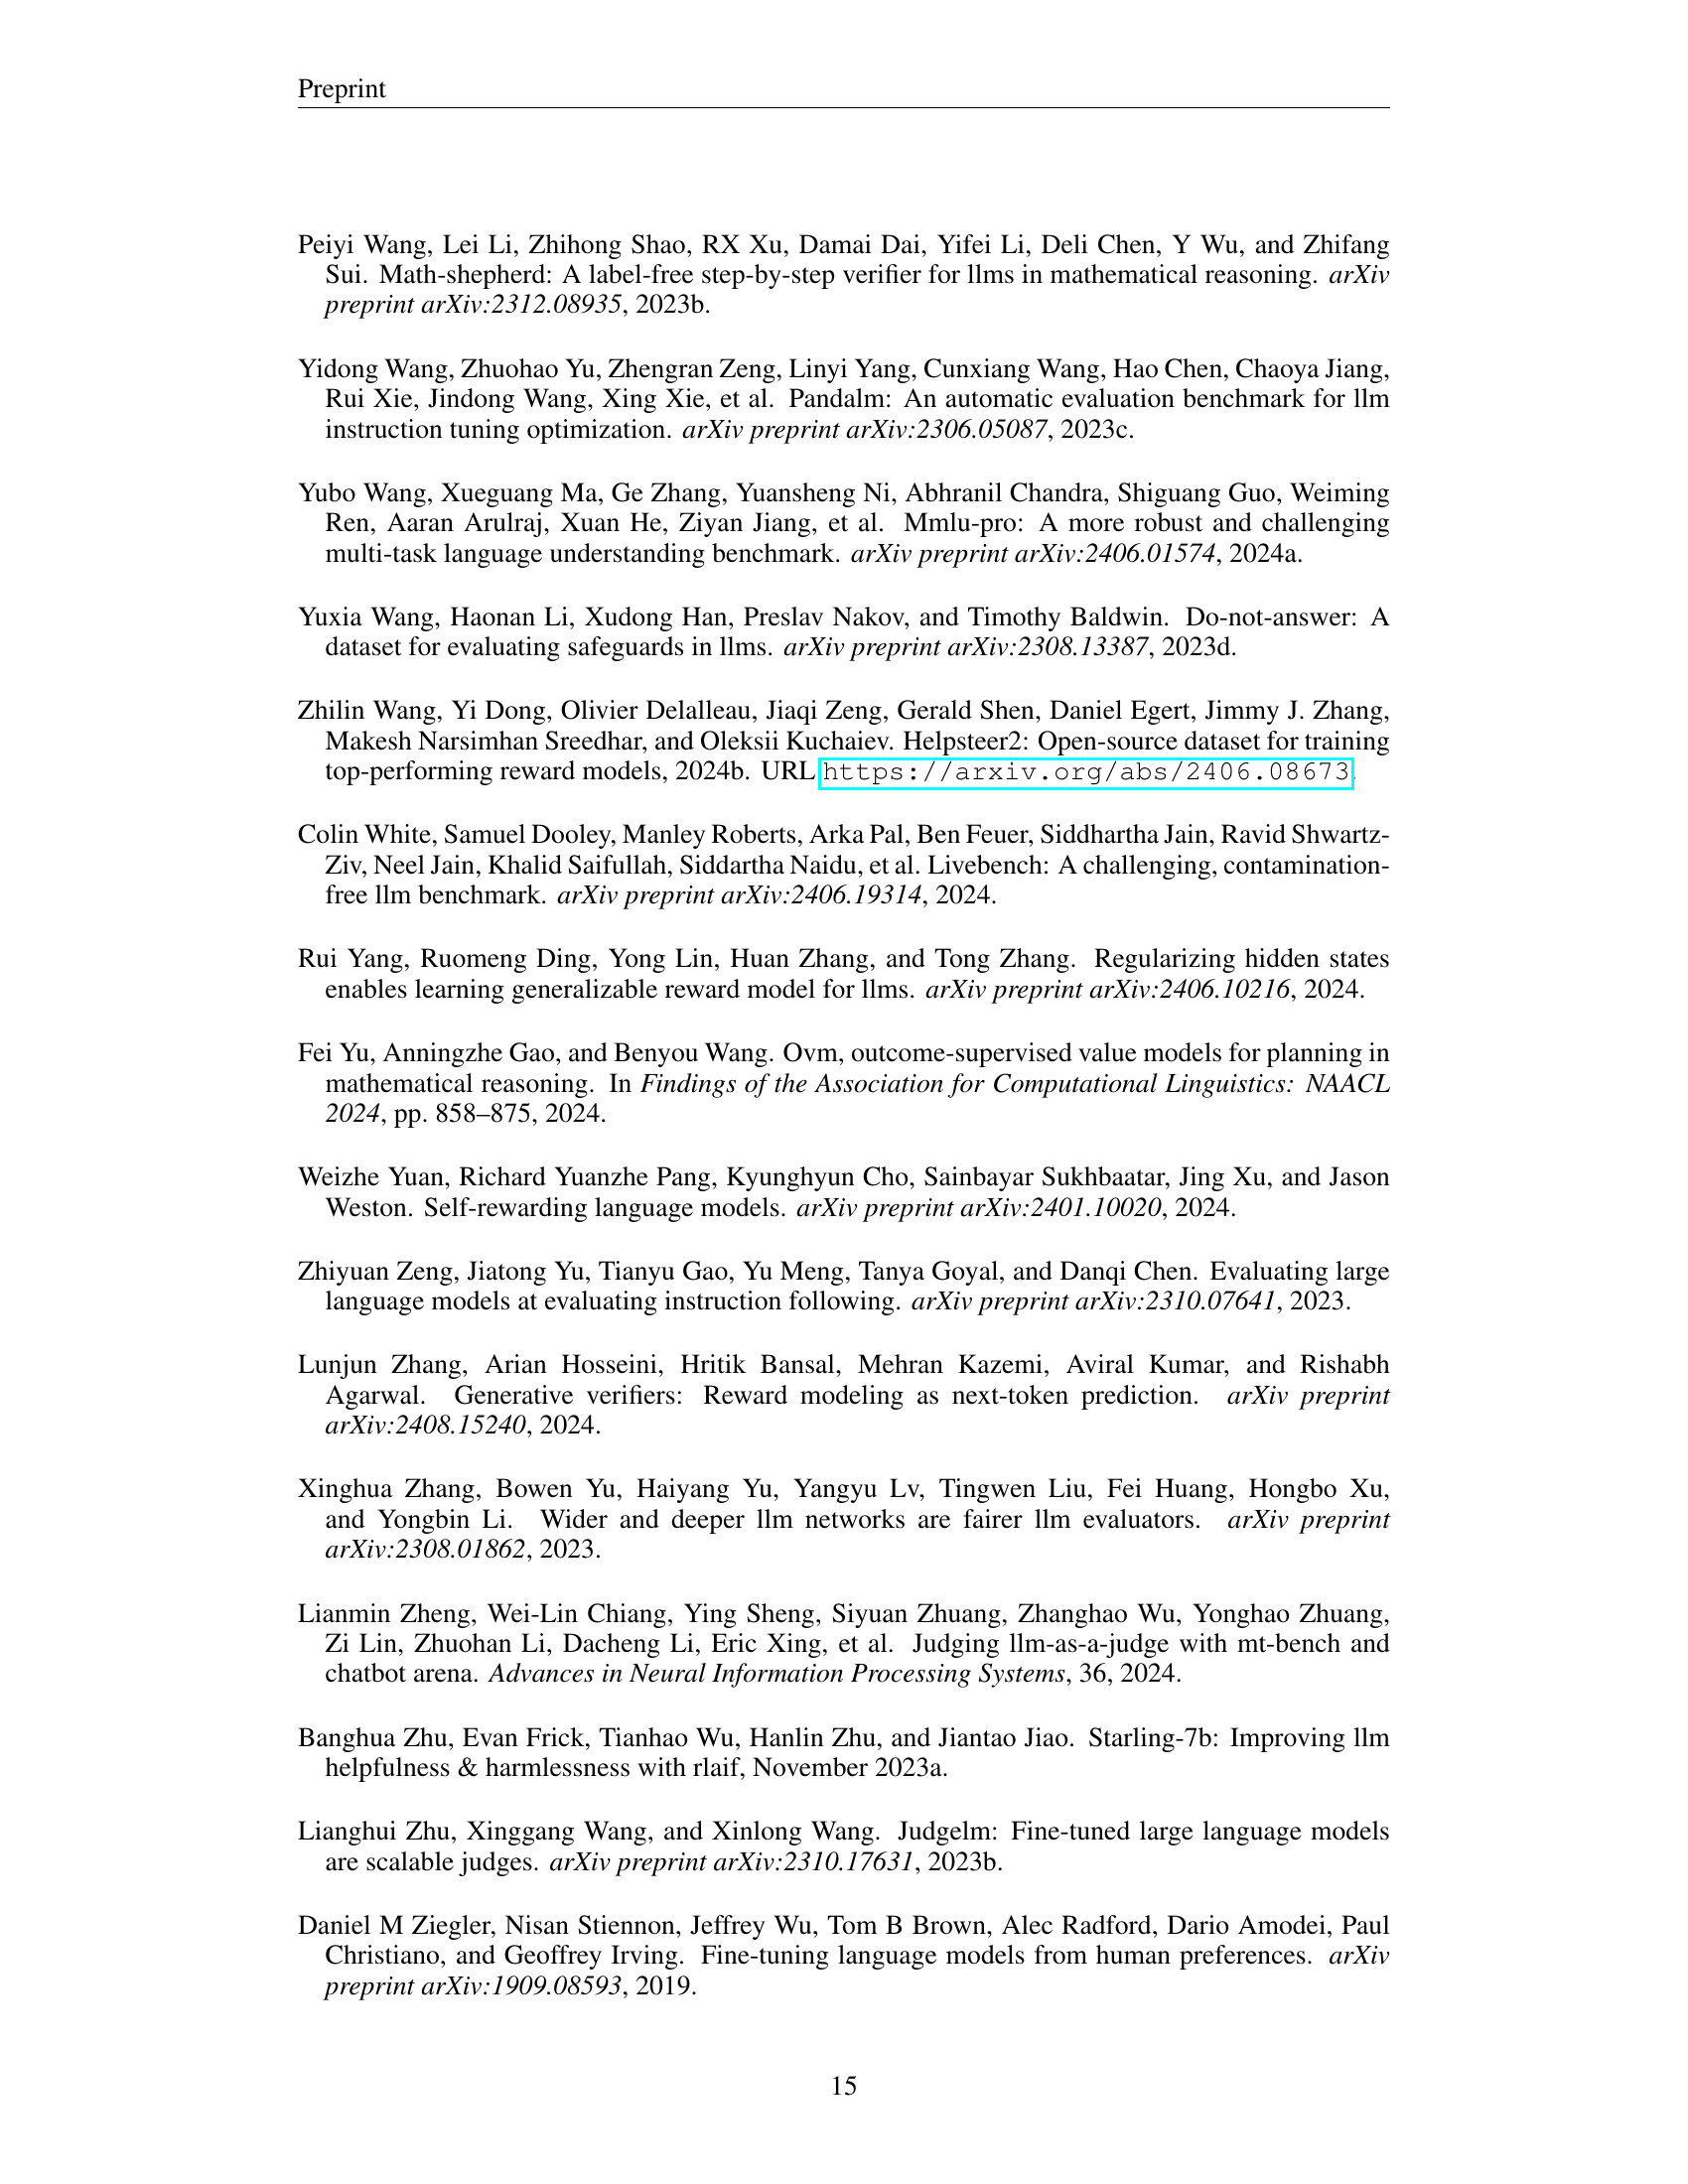 Preprint
Peiyi Wang, Lei Li, Zhihong Shao, RX Xu, Damai Dai, Yifei Li, Deli Chen, Y Wu, and Zhifang
Sui. Math-shepherd: A label-free step-by-step verifier for llms in mathematical reasoning. arXiv
preprint arXiv:2312.08935, 2023b.
Yidong Wang, Zhuohao Yu, Zhengran Zeng, Linyi Yang, Cunxiang Wang, Hao Chen, Chaoya Jiang,
Rui Xie, Jindong Wang, Xing Xie, et al. Pandalm: An automatic evaluation benchmark for llm
instruction tuning optimization. arXiv preprint arXiv:2306.05087, 2023c.
Yubo Wang, Xueguang Ma, Ge Zhang, Yuansheng Ni, Abhranil Chandra, Shiguang Guo, Weiming
Ren, Aaran Arulraj, Xuan He, Ziyan Jiang, et al. Mmlu-pro: A more robust and challenging
multi-task language understanding benchmark. arXiv preprint arXiv:2406.01574, 2024a.
Yuxia Wang, Haonan Li, Xudong Han, Preslav Nakov, and Timothy Baldwin. Do-not-answer: A
dataset for evaluating safeguards in llms. arXiv preprint arXiv:2308.13387, 2023d.
Zhilin Wang, Yi Dong, Olivier Delalleau, Jiaqi Zeng, Gerald Shen, Daniel Egert, Jimmy J. Zhang,
Makesh Narsimhan Sreedhar, and Oleksii Kuchaiev. Helpsteer2: Open-source dataset for training
top-performing reward models, 2024b. URL https://arxiv.org/abs/2406.08673.
Colin White, Samuel Dooley, Manley Roberts, Arka Pal, Ben Feuer, Siddhartha Jain, Ravid Shwartz-
Ziv, Neel Jain, Khalid Saifullah, Siddartha Naidu, et al. Livebench: A challenging, contamination-
free llm benchmark. arXiv preprint arXiv:2406.19314, 2024.
Rui Yang, Ruomeng Ding, Yong Lin, Huan Zhang, and Tong Zhang. Regularizing hidden states
enables learning generalizable reward model for llms. arXiv preprint arXiv:2406.10216, 2024.
Fei Yu, Anningzhe Gao, and Benyou Wang. Ovm, outcome-supervised value models for planning in
mathematical reasoning. In Findings of the Association for Computational Linguistics: NAACL
2024, pp. 858–875, 2024.
Weizhe Yuan, Richard Yuanzhe Pang, Kyunghyun Cho, Sainbayar Sukhbaatar, Jing Xu, and Jason
Weston. Self-rewarding language models. arXiv preprint arXiv:2401.10020, 2024.
Zhiyuan Zeng, Jiatong Yu, Tianyu Gao, Yu Meng, Tanya Goyal, and Danqi Chen. Evaluating large
language models at evaluating instruction following. arXiv preprint arXiv:2310.07641, 2023.
Lunjun Zhang, Arian Hosseini, Hritik Bansal, Mehran Kazemi, Aviral Kumar, and Rishabh
Agarwal. Generative verifiers: Reward modeling as next-token prediction. arXiv preprint
arXiv:2408.15240, 2024.
Xinghua Zhang, Bowen Yu, Haiyang Yu, Yangyu Lv, Tingwen Liu, Fei Huang, Hongbo Xu,
and Yongbin Li. Wider and deeper llm networks are fairer llm evaluators. arXiv preprint
arXiv:2308.01862, 2023.
Lianmin Zheng, Wei-Lin Chiang, Ying Sheng, Siyuan Zhuang, Zhanghao Wu, Yonghao Zhuang,
Zi Lin, Zhuohan Li, Dacheng Li, Eric Xing, et al. Judging llm-as-a-judge with mt-bench and
chatbot arena. Advances in Neural Information Processing Systems, 36, 2024.
Banghua Zhu, Evan Frick, Tianhao Wu, Hanlin Zhu, and Jiantao Jiao. Starling-7b: Improving llm
helpfulness & harmlessness with rlaif, November 2023a.
Lianghui Zhu, Xinggang Wang, and Xinlong Wang. Judgelm: Fine-tuned large language models
are scalable judges. arXiv preprint arXiv:2310.17631, 2023b.
Daniel M Ziegler, Nisan Stiennon, Jeffrey Wu, Tom B Brown, Alec Radford, Dario Amodei, Paul
Christiano, and Geoffrey Irving. Fine-tuning language models from human preferences. arXiv
preprint arXiv:1909.08593, 2019.
15